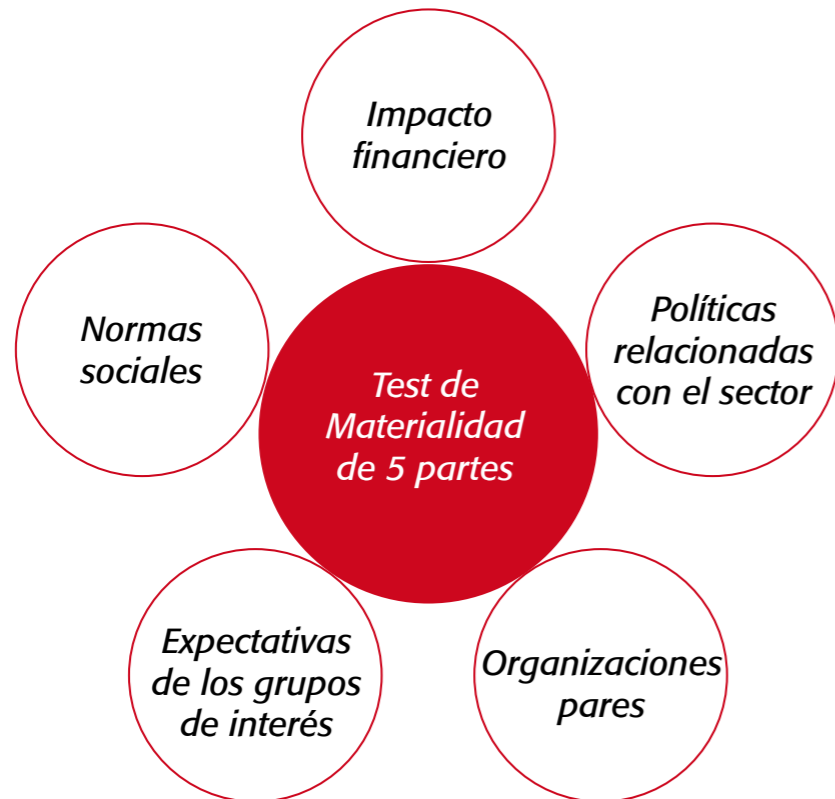 Impacto
financiero
Normas
sociales
Políticas
relacionadas
con el sector
Test de
Materialidad
de 5 partes
Expectativas
de los grupos
de interés
Organizaciones
pares